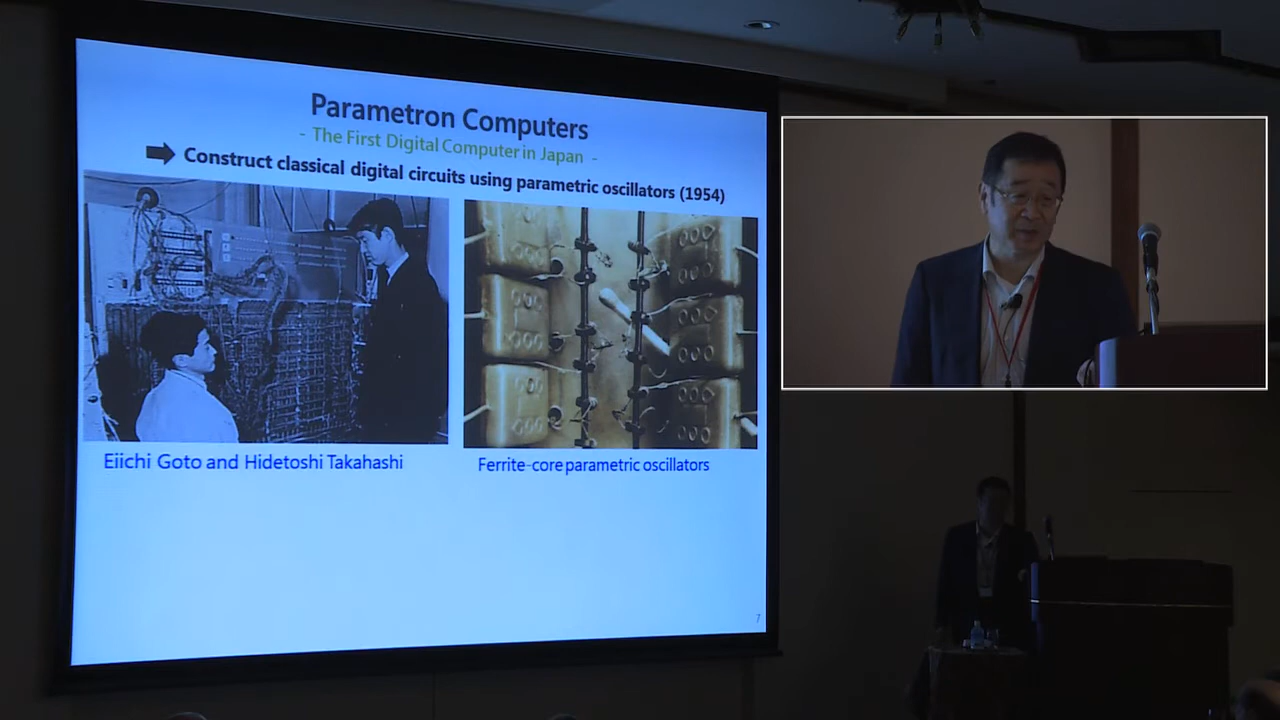 Parametron Computers
- The First Digital Computer in Japan -
Construct classical digital circuits using parametric oscillators (1954)
Eiichi Goto and Hidetoshi Takahashi
Ferrite-core parametric oscillators
7